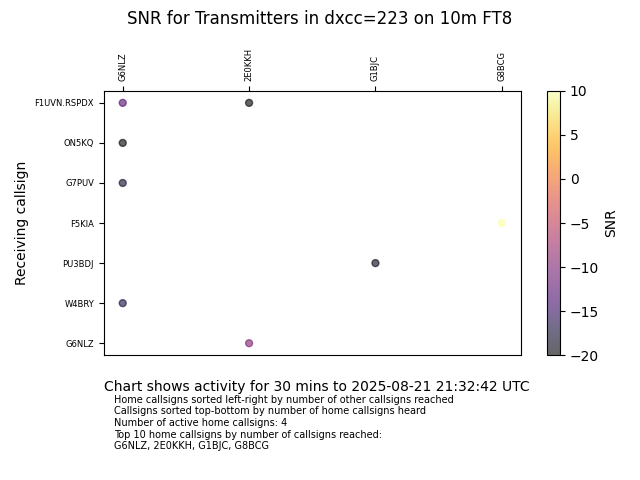 SNR for Transmitters in dxcc=223 on 10m FT8
G6NLZ
2E0KKH
G1BJC
G8BCG
Receiving callsign
F1UVN.RSPDX
ON5KQ
G7PUV
F5KIA
PU3BDJ
W4BRY
G6NLZ
10
5
0
−5
−10
−15
−20
SNR
Chart shows activity for 30 mins to 2025-08-21 21:32:42 UTC
Home callsigns sorted left-right by number of other callsigns reached
Callsigns sorted top-bottom by number of home callsigns heard
Number of active home callsigns: 4
Top 10 home callsigns by number of callsigns reached:
G6NLZ, 2E0KKH, G1BJC, G8BCG